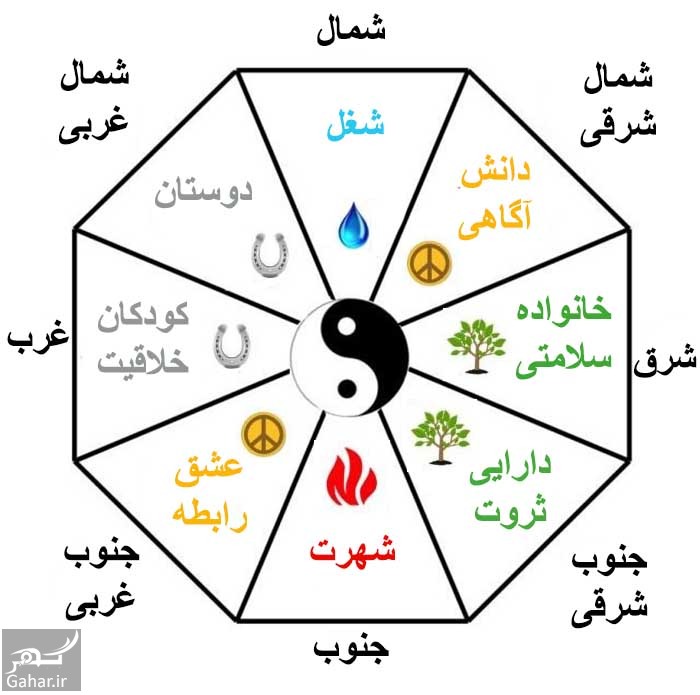 شمال
شمال
شرقی
شمال
غربی
شغل
دانش
آگاهی
دوستان
خانواده
سلامتی
کودکان
خلاقیت
شرق
غرب
دارایی
ثروت
عشق
رابطه
شهرت
جنوب
شرقی
جنوب
غربی
جنوب
گهر
Gahar.ir